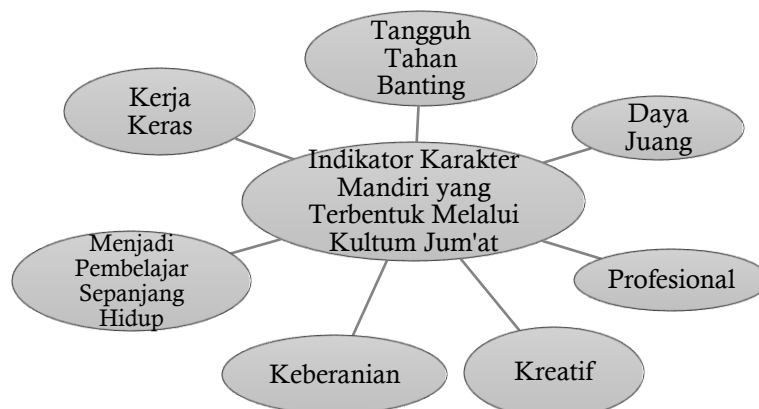 Tangguh
Tahan
Banting
Kerja
Keras
Daya
Juang
Indikator Karakter
Mandiri yang
Terbentuk Melalui
Kultum Jum'at
Menjadi
Pembelajar
Sepanjang
Hidup
Profesional
Keberanian
Kreatif